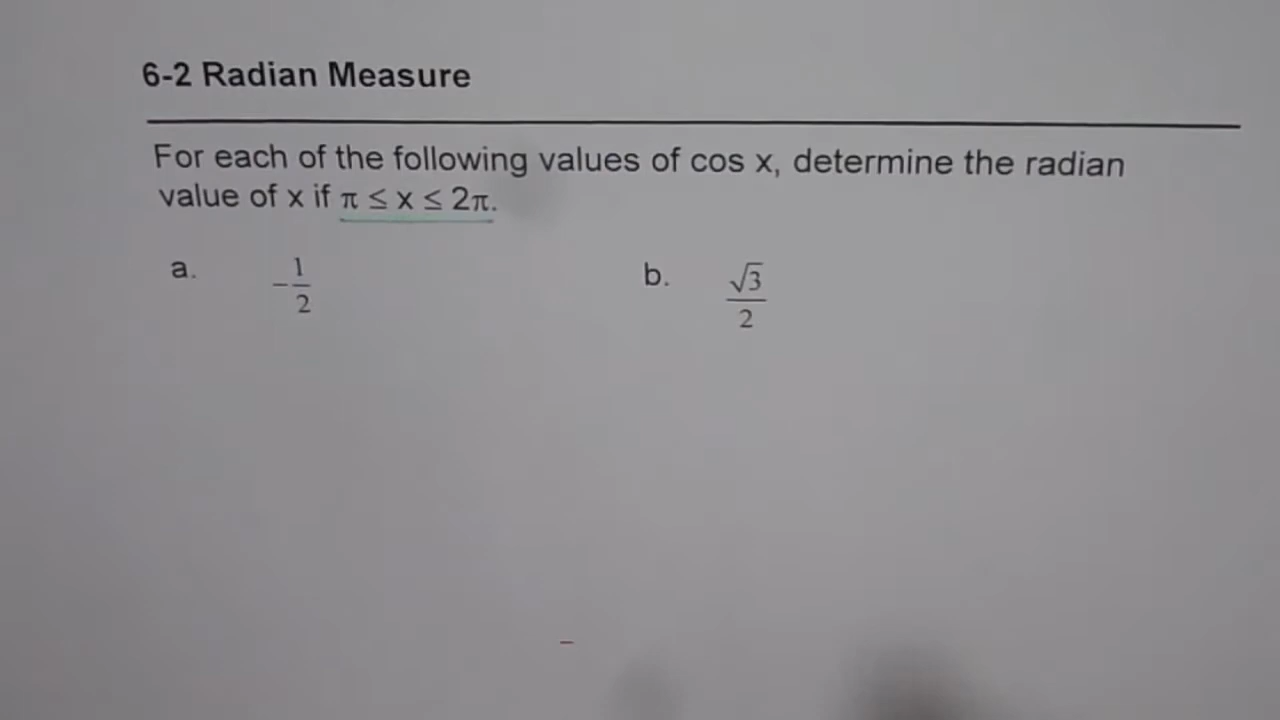 6-2 Radian Measure
For each of the following values of cos x, determine the radian
value of x if π ≤ x ≤ 2π.
a. -1/2 b. √3/2